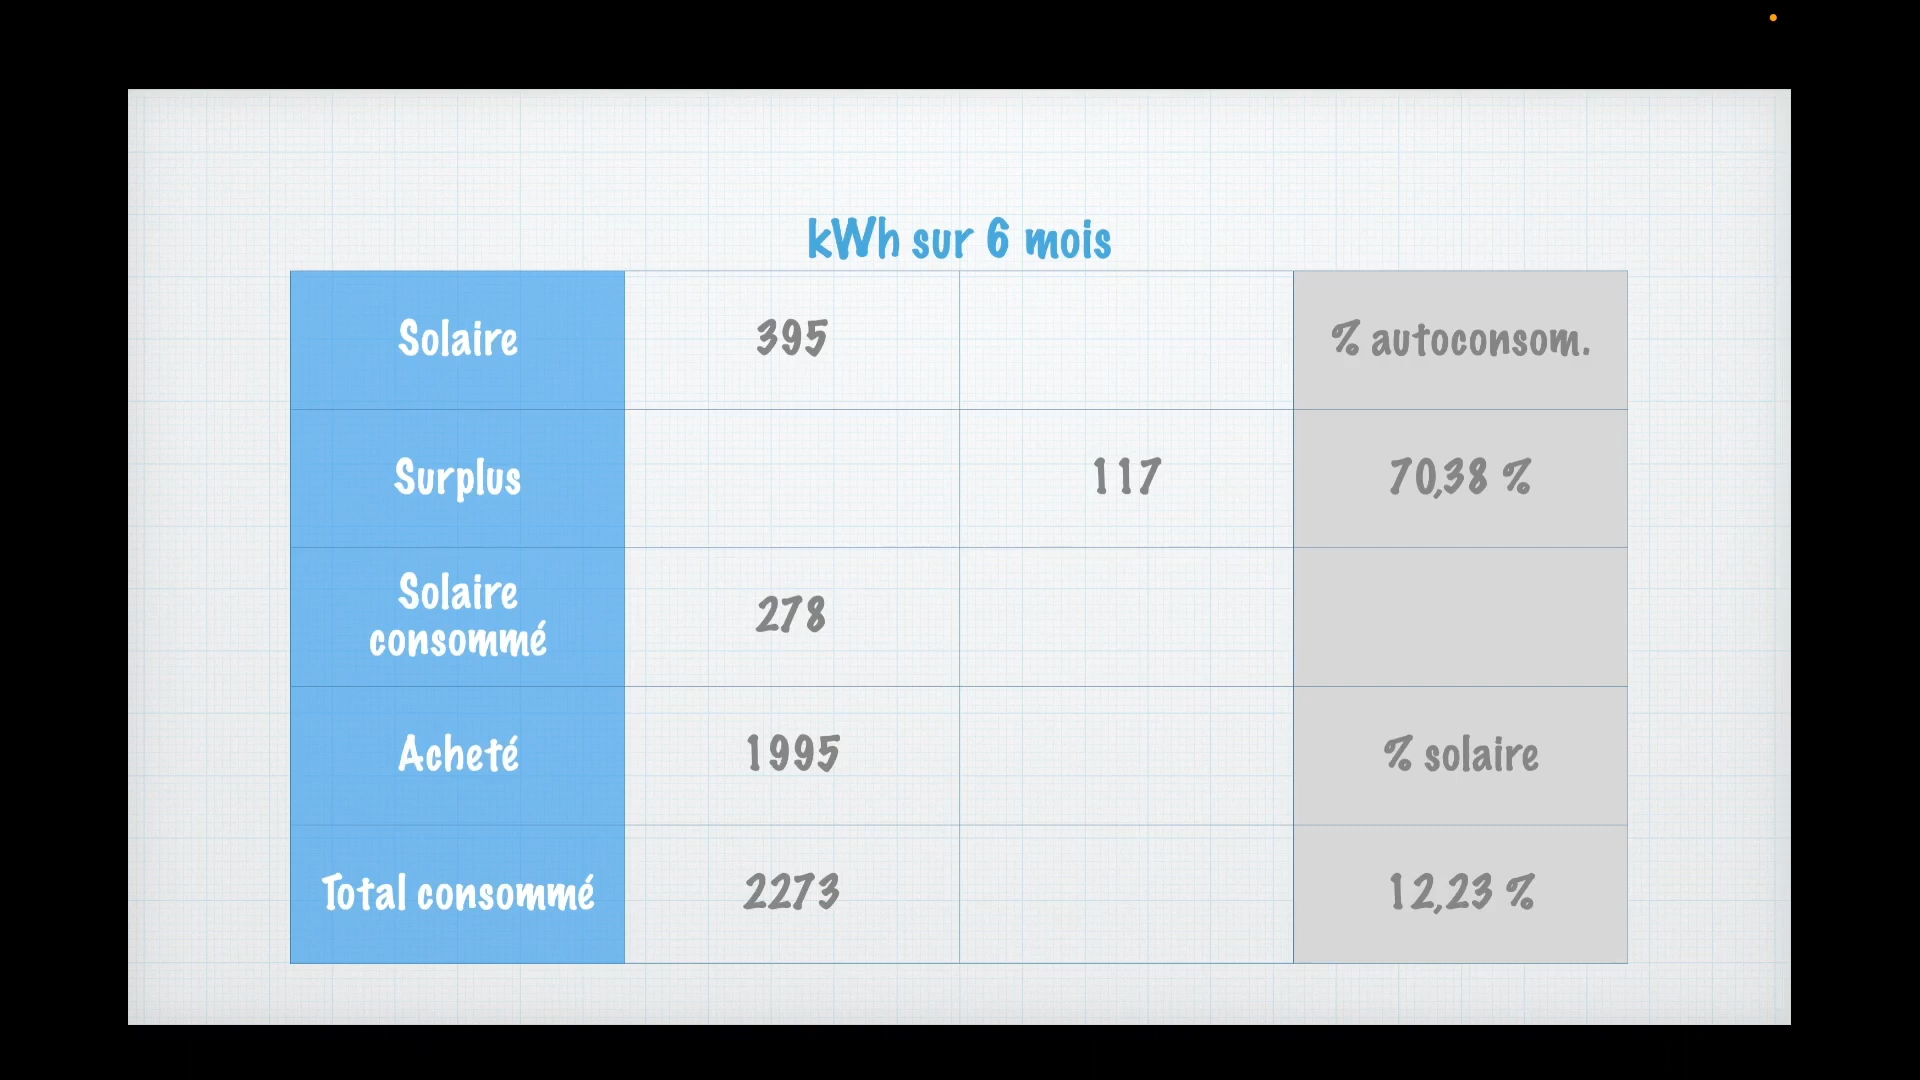 kWh sur 6 mois
Solaire 395 % autoconsom.
Surplus 117 70,38 %
Solaire
consommé
278
Acheté 1995 % solaire
Total consommé 2273 12,23 %